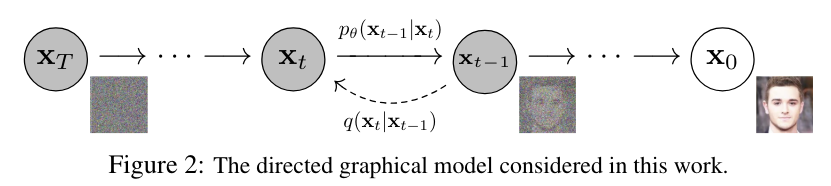 p_θ(x_{t−1}|x_t)
x_T → ··· → x_t → x_{t−1} → ··· → x_0
q(x_t|x_{t−1})
Figure 2: The directed graphical model considered in this work.